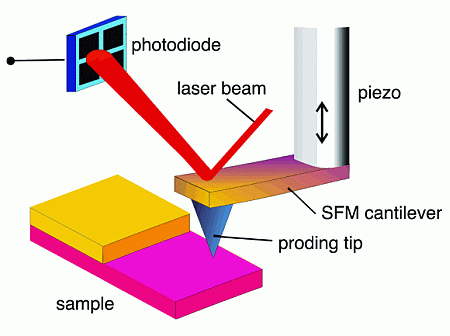 photodiode
laser beam
piezo
SFM cantilever
proding tip
sample